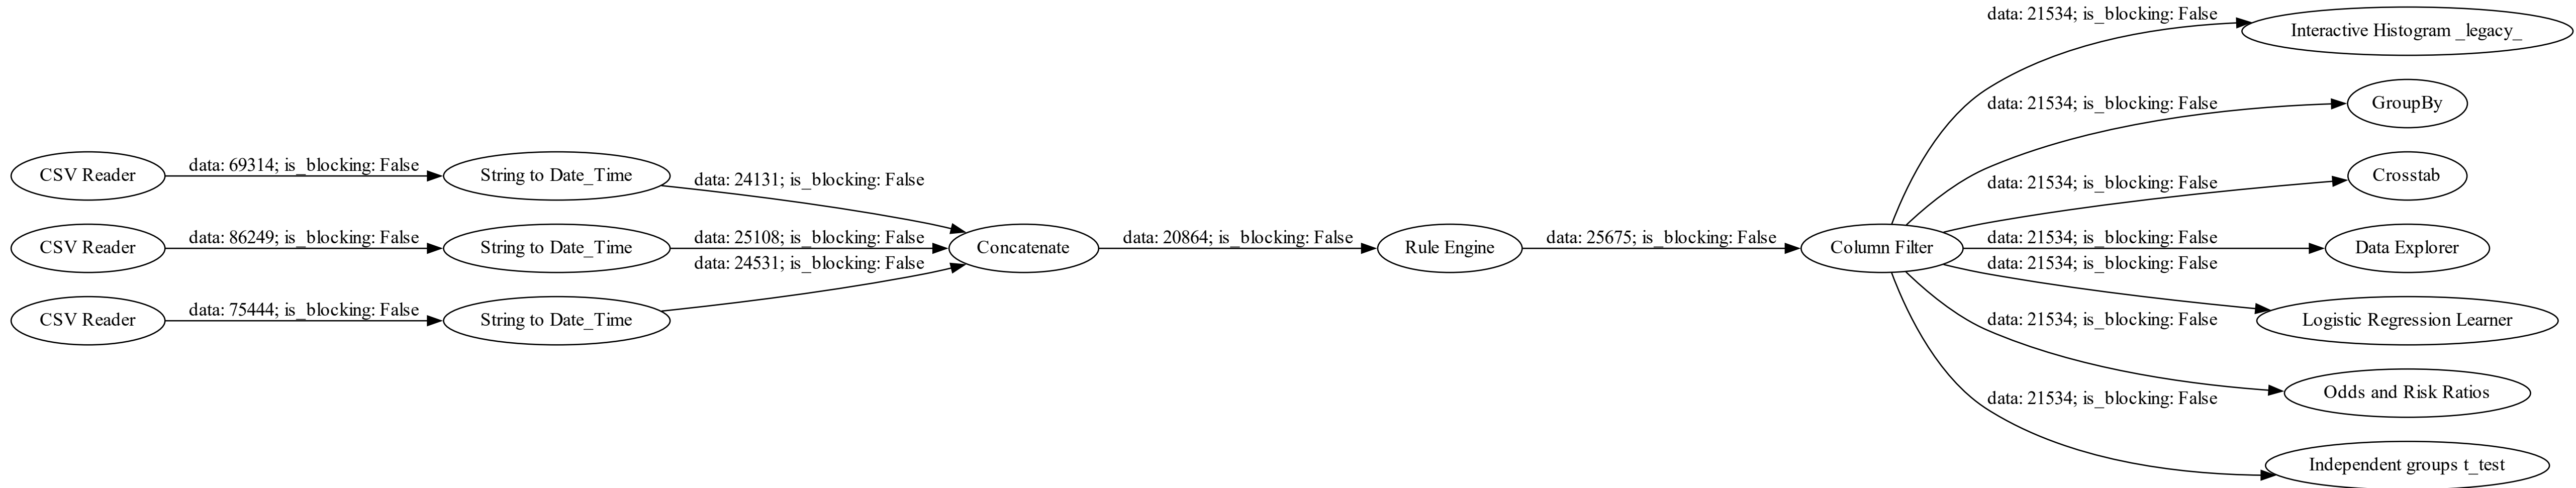 data: 21534; is_blocking: False
Interactive Histogram _legacy_
data: 21534; is_blocking: False
GroupBy
CSV Reader
data: 69314; is_blocking: False
String to Date_Time
data: 24131; is_blocking: False
data: 21534; is_blocking: False
Crosstab
CSV Reader
data: 86249; is_blocking: False
String to Date_Time
data: 25108; is_blocking: False
Concatenate
data: 20864; is_blocking: False
Rule Engine
data: 25675; is_blocking: False
Column Filter
data: 21534; is_blocking: False
Data Explorer
data: 24531; is_blocking: False
data: 21534; is_blocking: False
CSV Reader
data: 75444; is_blocking: False
String to Date_Time
Logistic Regression Learner
data: 21534; is_blocking: False
Odds and Risk Ratios
data: 21534; is_blocking: False
Independent groups t_test